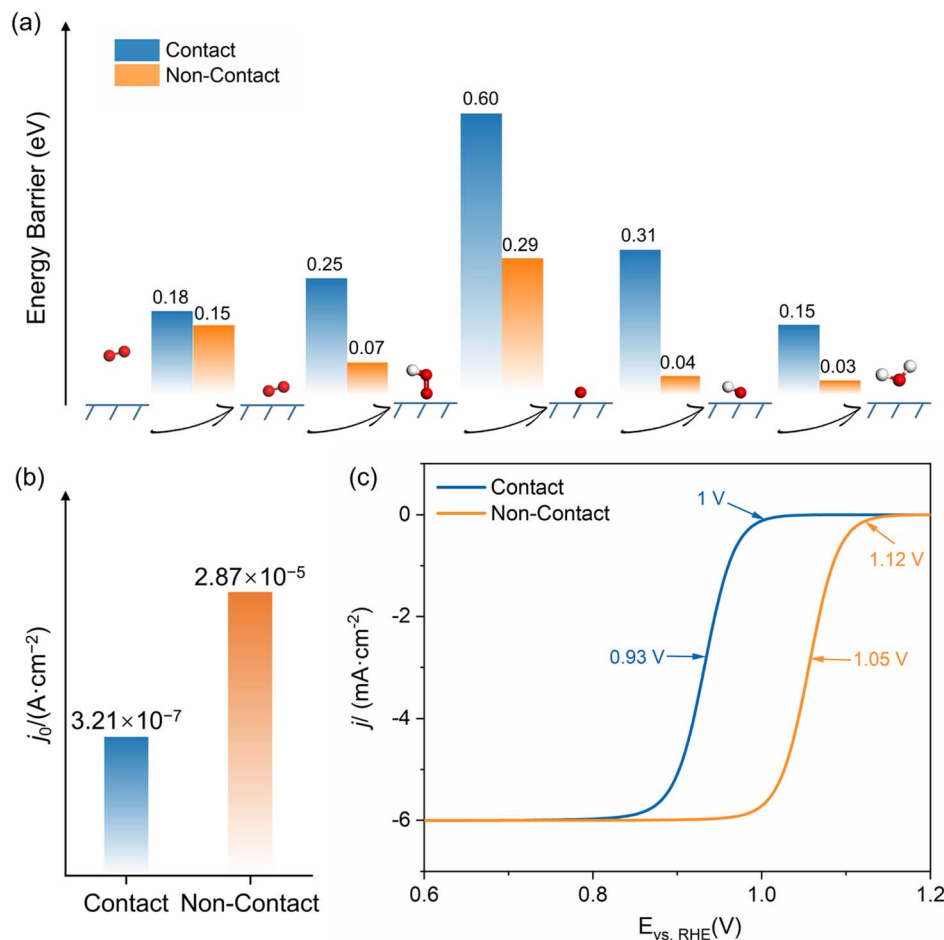 (a)
Energy Barrier (eV)
Contact
Non-Contact
0.18
0.15
0.25
0.07
0.60
0.29
0.31
0.04
0.15
0.03
(b)
j₀/(A·cm⁻²)
3.21×10⁻⁷
2.87×10⁻⁵
Contact
Non-Contact
(c)
j/ (mA·cm⁻²)
Contact
Non-Contact
1 V
1.12 V
0.93 V
1.05 V
0
-2
-4
-6
0.6
0.8
1.0
1.2
E vs. RHE(V)